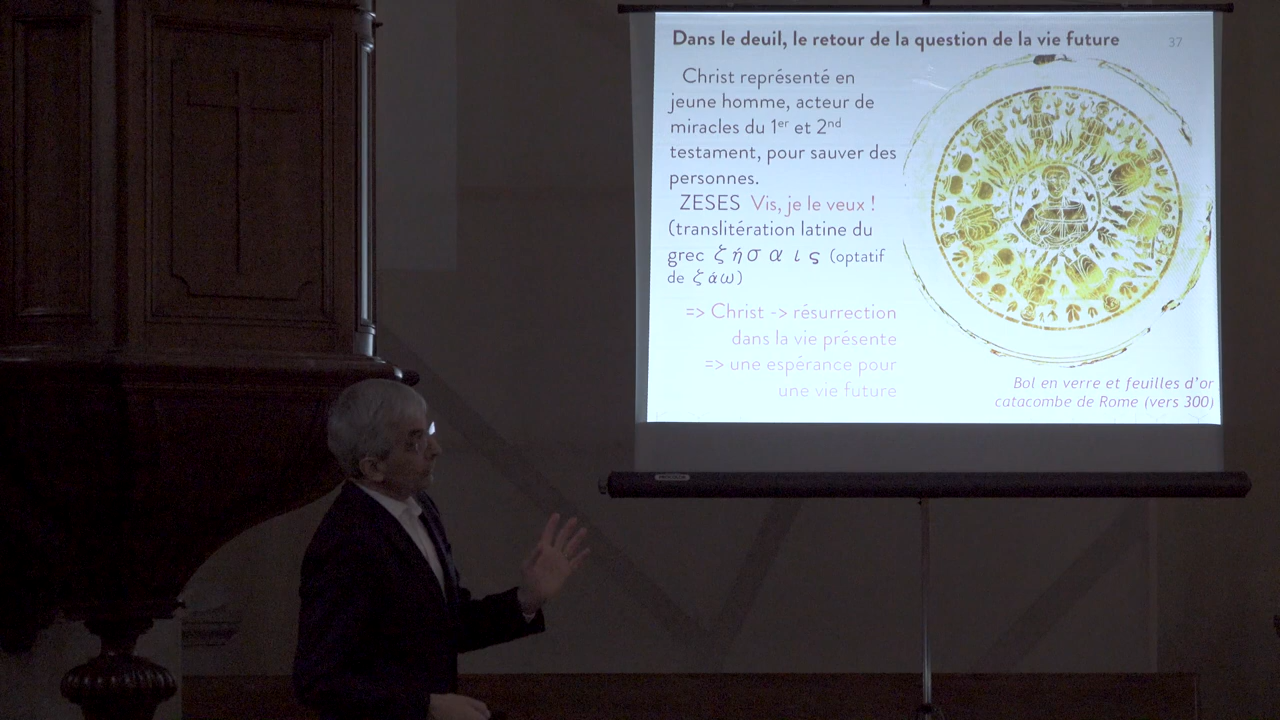 Dans le deuil, le retour de la question de la vie future
37
Christ représenté en
jeune homme, acteur de
miracles du 1er et 2nd
testament, pour sauver des
personnes.
ZESES Vis, je le veux !
(translitération latine du
grec ζήσαις (optatif
de ζάω)
=> Christ -> résurrection
dans la vie présente
=> une espérance pour
une vie future
Bol en verre et feuilles d'or
catacombe de Rome (vers 300)